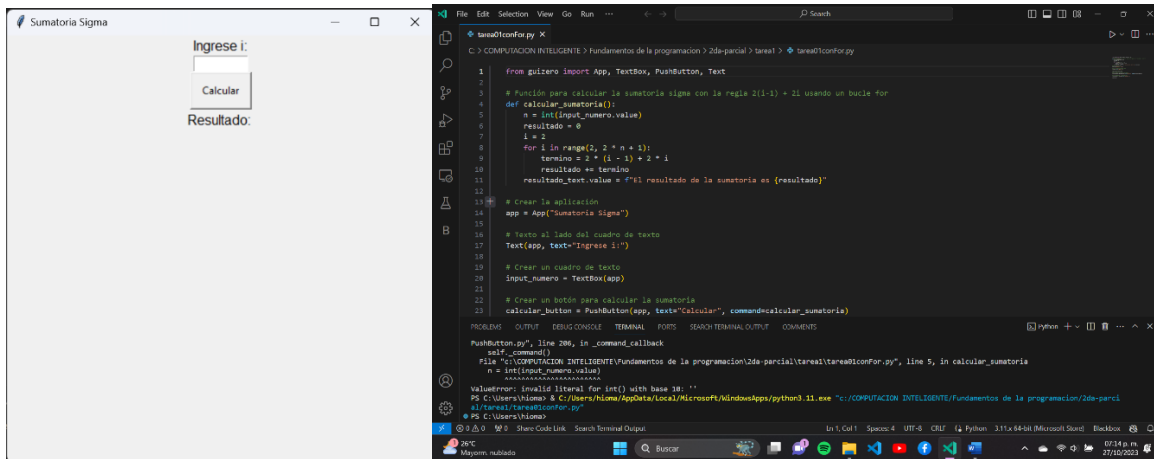 Sumatoria Sigma
Ingrese i:
Calcular
Resultado:
File Edit Selection View Go Run ...
Search
tarea01conFor.py
C: > COMPUTACION INTELIGENTE > Fundamentos de la programacion > 2da-parcial > tarea1 > tarea01conFor.py
1 from guizero import App, TextBox, PushButton, Text
2
3 # Función para calcular la sumatoria sigma con la regla 2(i-1) + 2i usando un bucle for
4 def calcular_sumatoria():
5 n = int(input_numero.value)
6 resultado = 0
7 i = 2
8 for i in range(2, 2 * n + 1):
9 termino = 2 * (i - 1) + 2 * i
10 resultado += termino
11 resultado_text.value = f"El resultado de la sumatoria es {resultado}"
12
13 # Crear la aplicación
14 app = App("Sumatoria Sigma")
15
16 # Texto al lado del cuadro de texto
17 Text(app, text="Ingrese i:")
18
19 # Crear un cuadro de texto
20 input_numero = TextBox(app)
21
22 # Crear un botón para calcular la sumatoria
23 calcular_button = PushButton(app, text="Calcular", command=calcular_sumatoria)
PROBLEMS OUTPUT DEBUG CONSOLE TERMINAL PORTS SEARCH TERMINAL OUTPUT COMMENTS
Python
PushButton.py", line 206, in _command_callback
self._command()
File "c:\COMPUTACION INTELIGENTE\Fundamentos de la programacion\2da-parcial\tarea1\tarea01conFor.py", line 5, in calcular_sumatoria
n = int(input_numero.value)
^^^^^^^^^^^^^^^^^^^^^^^
ValueError: invalid literal for int() with base 10: ''
PS C:\Users\hioma> & C:/Users/hioma/AppData/Local/Microsoft/WindowsApps/python3.11.exe "c:/COMPUTACION INTELIGENTE/Fundamentos de la programacion/2da-parci
al/tarea1/tarea01conFor.py"
PS C:\Users\hioma>
0 0 0 Share Code Link Search Terminal Output
Ln 1, Col 1 Spaces: 4 UTF-8 CRLF Python 3.11.x 64-bit (Microsoft Store) Blackbox
26°C
Mayorm. nublado
Buscar
07:14 p. m.
27/10/2023